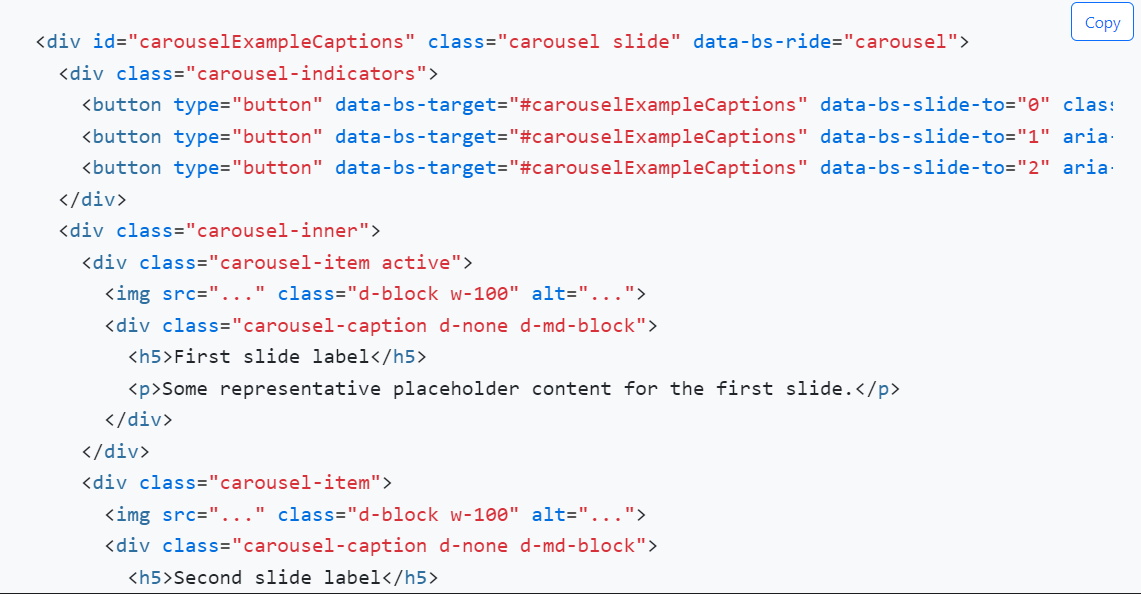 Copy
<div id="carouselExampleCaptions" class="carousel slide" data-bs-ride="carousel">
  <div class="carousel-indicators">
    <button type="button" data-bs-target="#carouselExampleCaptions" data-bs-slide-to="0" class
    <button type="button" data-bs-target="#carouselExampleCaptions" data-bs-slide-to="1" aria-
    <button type="button" data-bs-target="#carouselExampleCaptions" data-bs-slide-to="2" aria-
  </div>
  <div class="carousel-inner">
    <div class="carousel-item active">
      <img src="..." class="d-block w-100" alt="...">
      <div class="carousel-caption d-none d-md-block">
        <h5>First slide label</h5>
        <p>Some representative placeholder content for the first slide.</p>
      </div>
    </div>
    <div class="carousel-item">
      <img src="..." class="d-block w-100" alt="...">
      <div class="carousel-caption d-none d-md-block">
        <h5>Second slide label</h5>